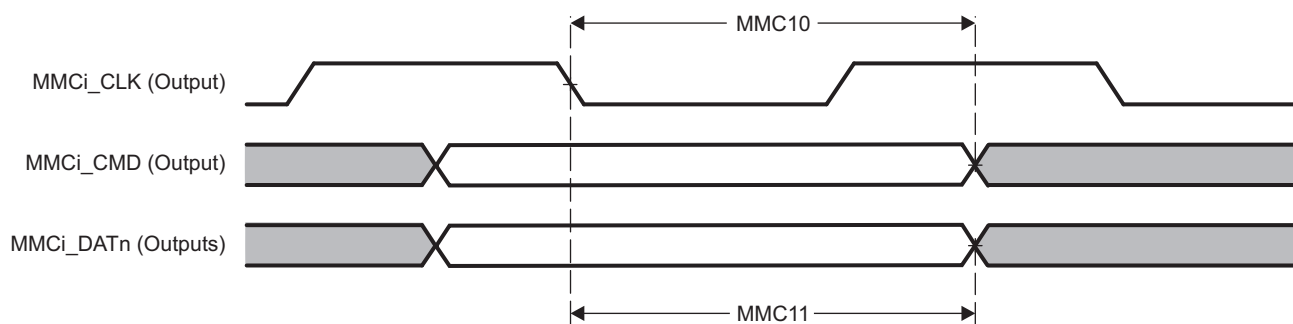 MMC10
MMCi_CLK (Output)
MMCi_CMD (Output)
MMCi_DATn (Outputs)
MMC11